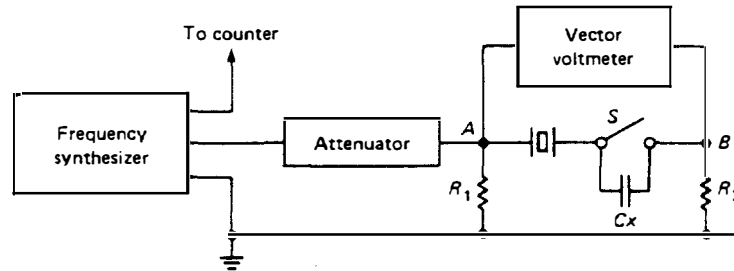 To counter
Vector
voltmeter
Frequency
synthesizer
Attenuator
A
S
B
R1
Cx
R